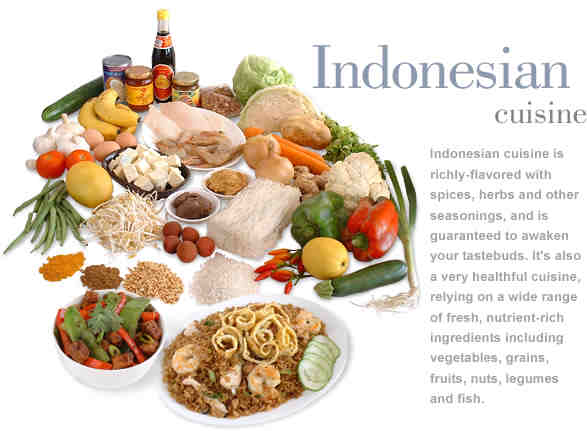 Indonesian
cuisine
Indonesian cuisine is
richly-flavored with
spices, herbs and other
seasonings, and is
guaranteed to awaken
your tastebuds. It's also
a very healthful cuisine,
relying on a wide range
of fresh, nutrient-rich
ingredients including
vegetables, grains,
fruits, nuts, legumes
and fish.